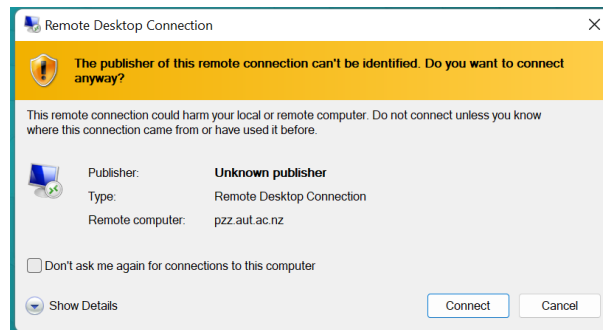 Remote Desktop Connection
The publisher of this remote connection can't be identified. Do you want to connect
anyway?
This remote connection could harm your local or remote computer. Do not connect unless you know
where this connection came from or have used it before.
Publisher: Unknown publisher
Type: Remote Desktop Connection
Remote computer: pzz.aut.ac.nz
Don't ask me again for connections to this computer
Show Details Connect Cancel